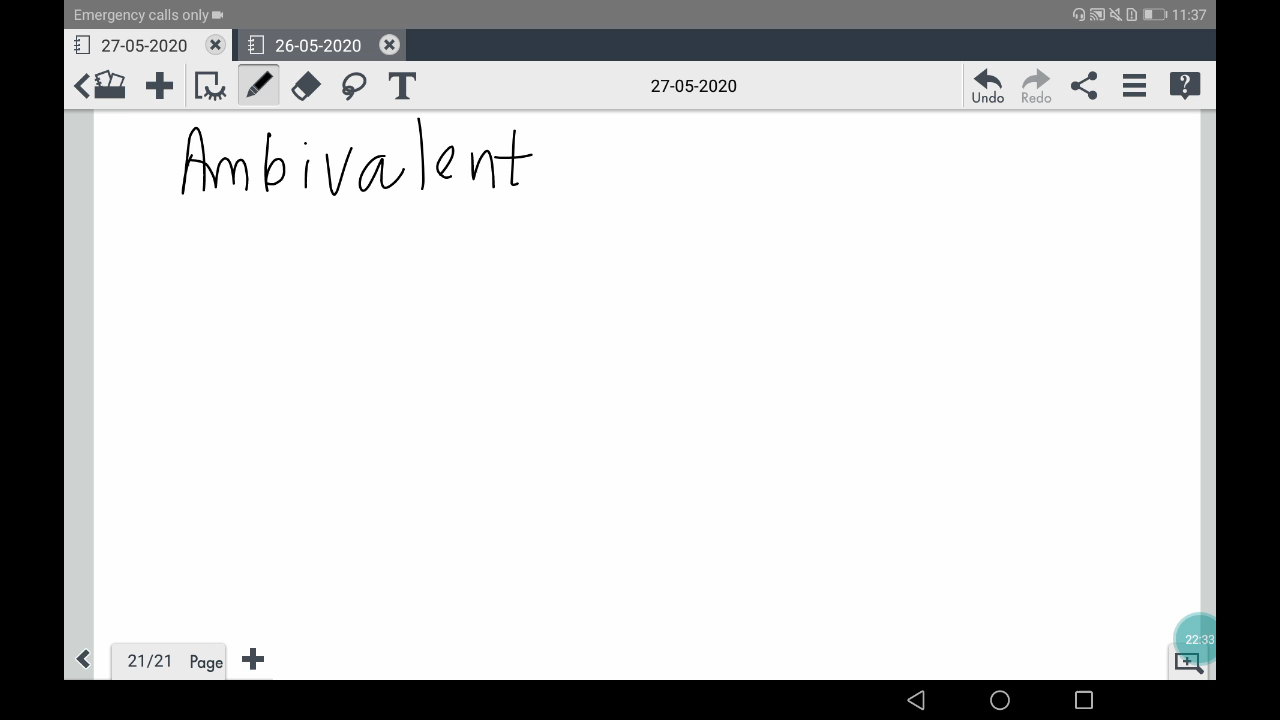 Emergency calls only 11:37
27-05-2020 26-05-2020
27-05-2020 Undo Redo
Ambivalent
22:33
21/21 Page